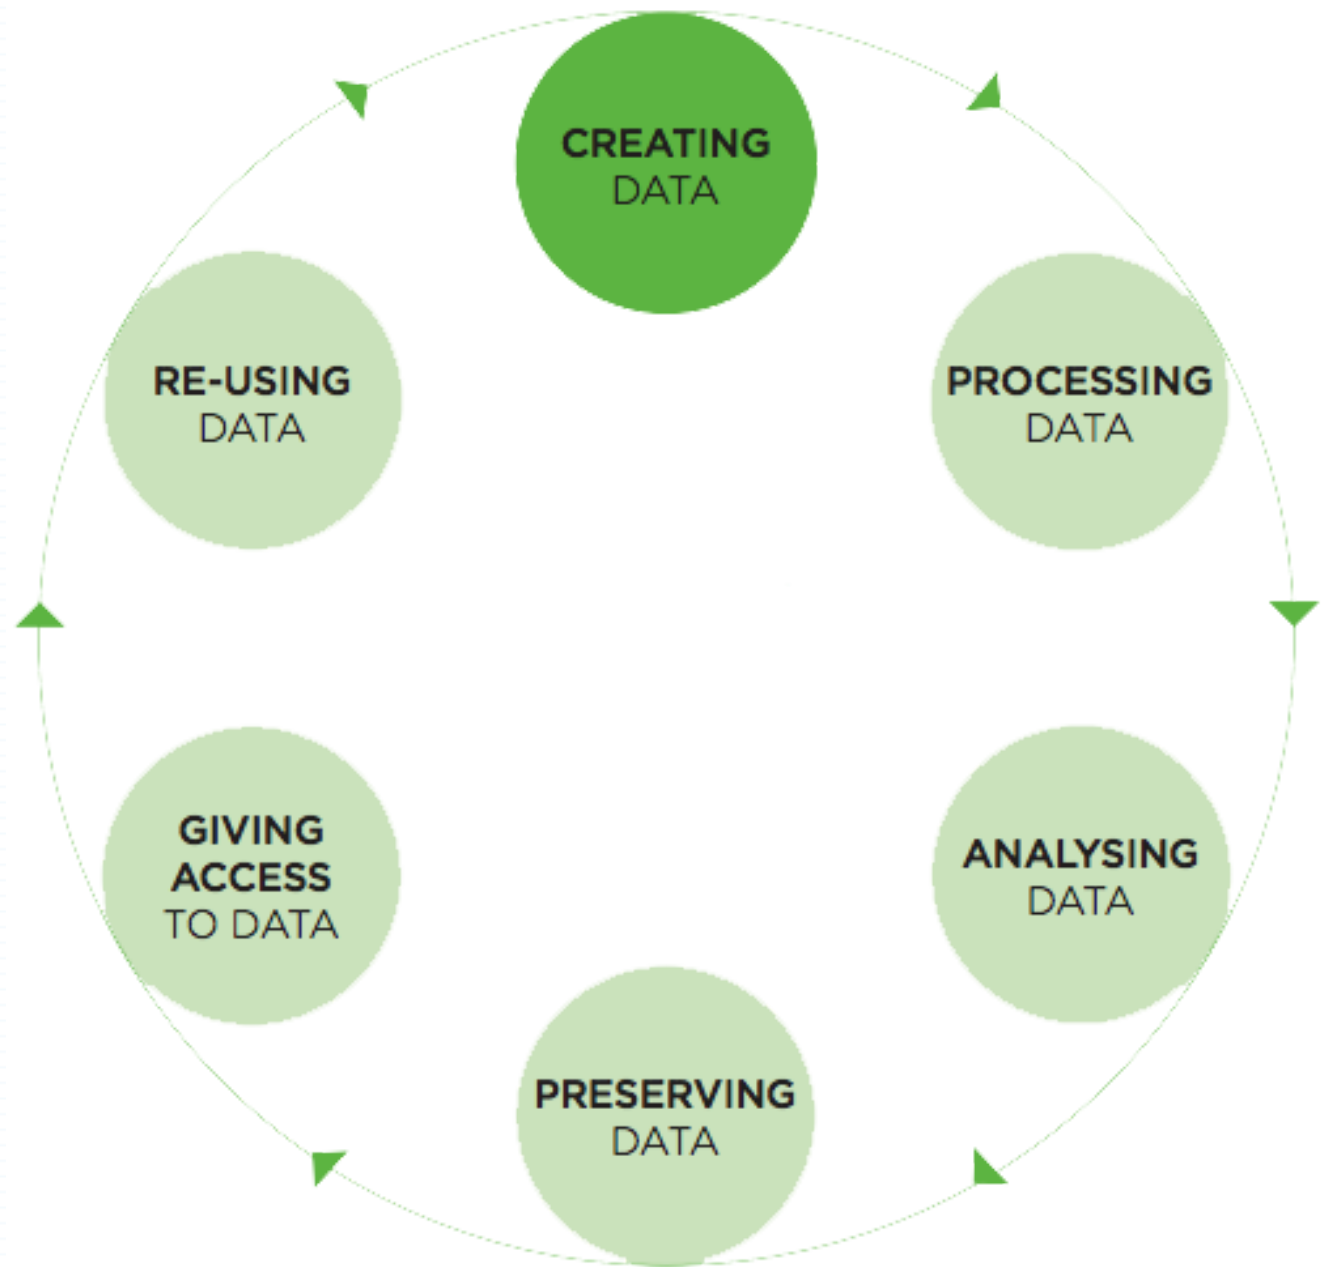 CREATING
DATA
PROCESSING
DATA
ANALYSING
DATA
PRESERVING
DATA
GIVING
ACCESS
TO DATA
RE-USING
DATA